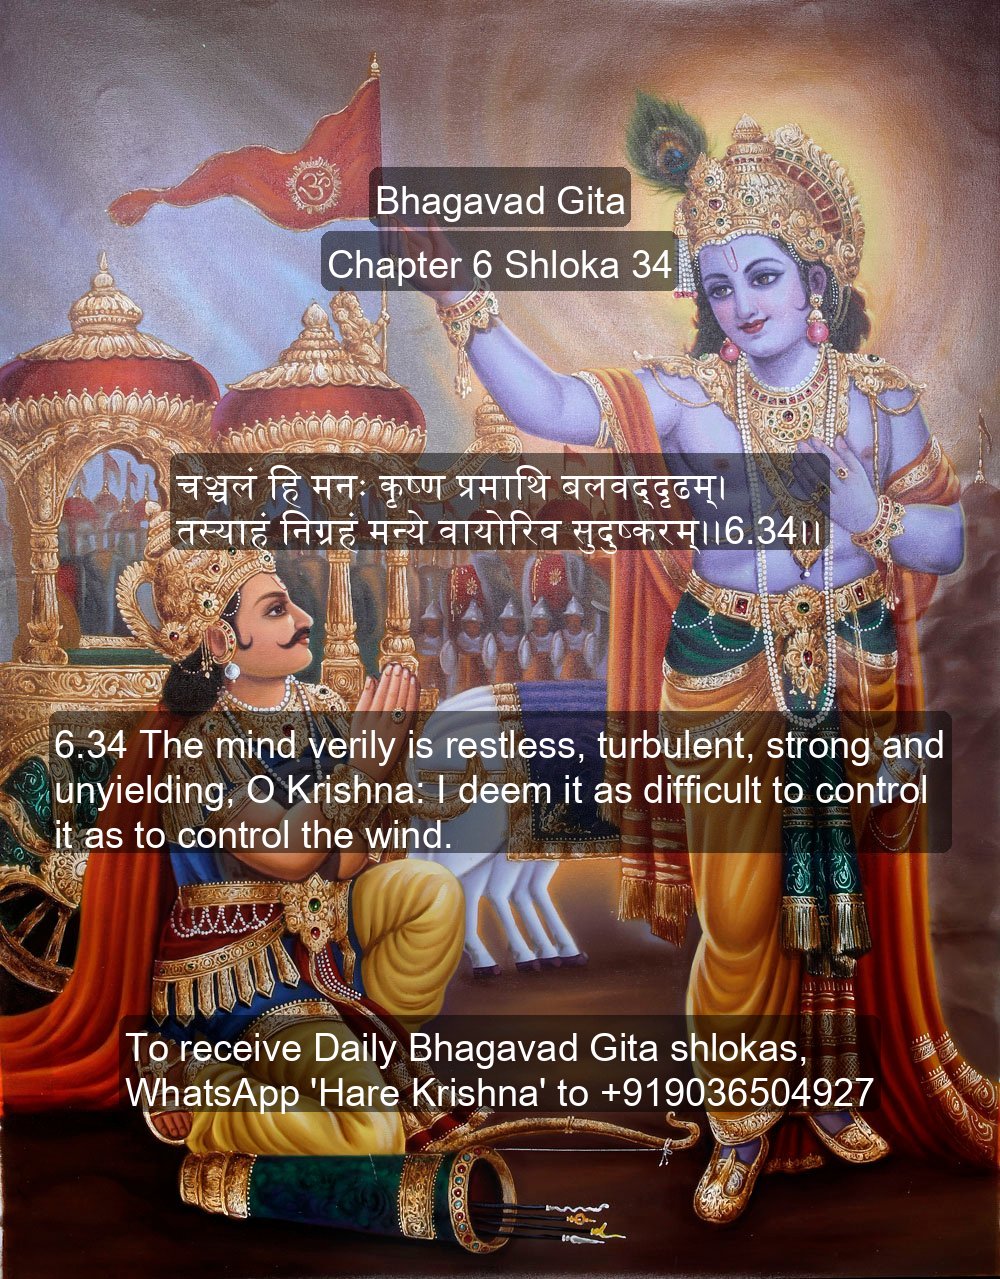 ॐ
Bhagavad Gita
Chapter 6 Shloka 34
चञ्चलं हि मनः कृष्ण प्रमाथि बलवद्दृढम्।
तस्याहं निग्रहं मन्ये वायोरिव सुदुष्करम्।।6.34।।
6.34 The mind verily is restless, turbulent, strong and
unyielding, O Krishna: I deem it as difficult to control
it as to control the wind.
To receive Daily Bhagavad Gita shlokas,
WhatsApp 'Hare Krishna' to +919036504927